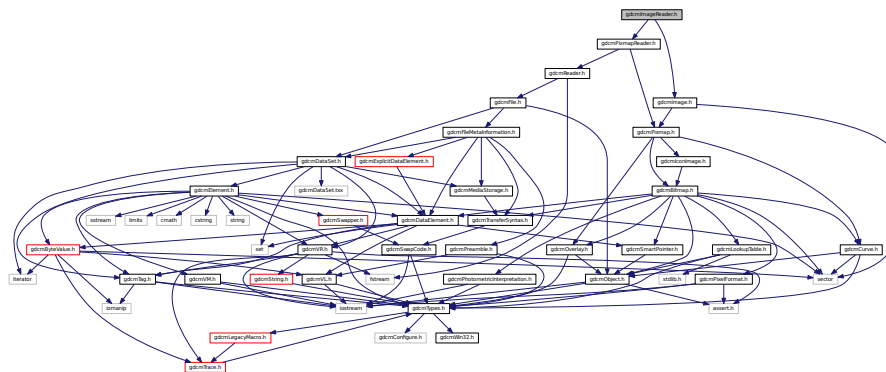 gdcmImageReader.h
gdcmPixmapReader.h
gdcmReader.h
gdcmFile.h
gdcmImage.h
gdcmFileMetaInformation.h
gdcmPixmap.h
gdcmDataSet.h
gdcmExplicitDataElement.h
gdcmIconImage.h
gdcmElement.h
gdcmDataSet.txx
gdcmMediaStorage.h
gdcmBitmap.h
sstream
limits
cmath
cstring
string
gdcmSwapper.h
gdcmDataElement.h
gdcmTransferSyntax.h
gdcmByteValue.h
set
gdcmVR.h
gdcmSwapCode.h
gdcmPreamble.h
gdcmOverlay.h
gdcmSmartPointer.h
gdcmLookupTable.h
gdcmCurve.h
iterator
gdcmTag.h
gdcmVM.h
gdcmString.h
gdcmVL.h
fstream
gdcmPhotometricInterpretation.h
gdcmObject.h
stdlib.h
gdcmPixelFormat.h
vector
iomanip
iostream
gdcmTypes.h
assert.h
gdcmLegacyMacro.h
gdcmConfigure.h
gdcmWin32.h
gdcmTrace.h